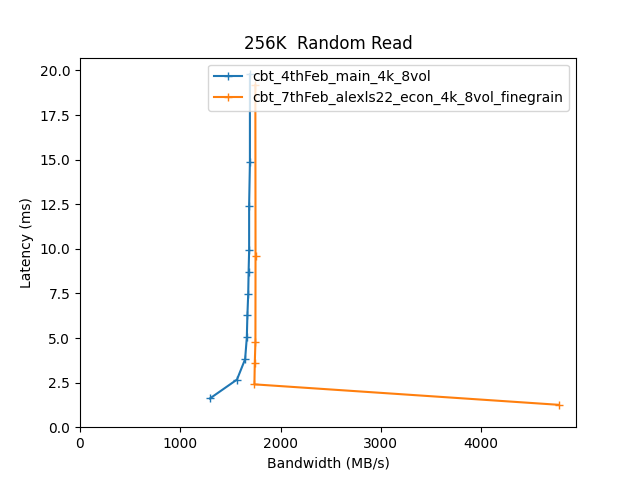 256K  Random Read
cbt_4thFeb_main_4k_8vol
cbt_7thFeb_alexls22_econ_4k_8vol_finegrain
Latency (ms)
20.0
17.5
15.0
12.5
10.0
7.5
5.0
2.5
0.0
0 1000 2000 3000 4000
Bandwidth (MB/s)